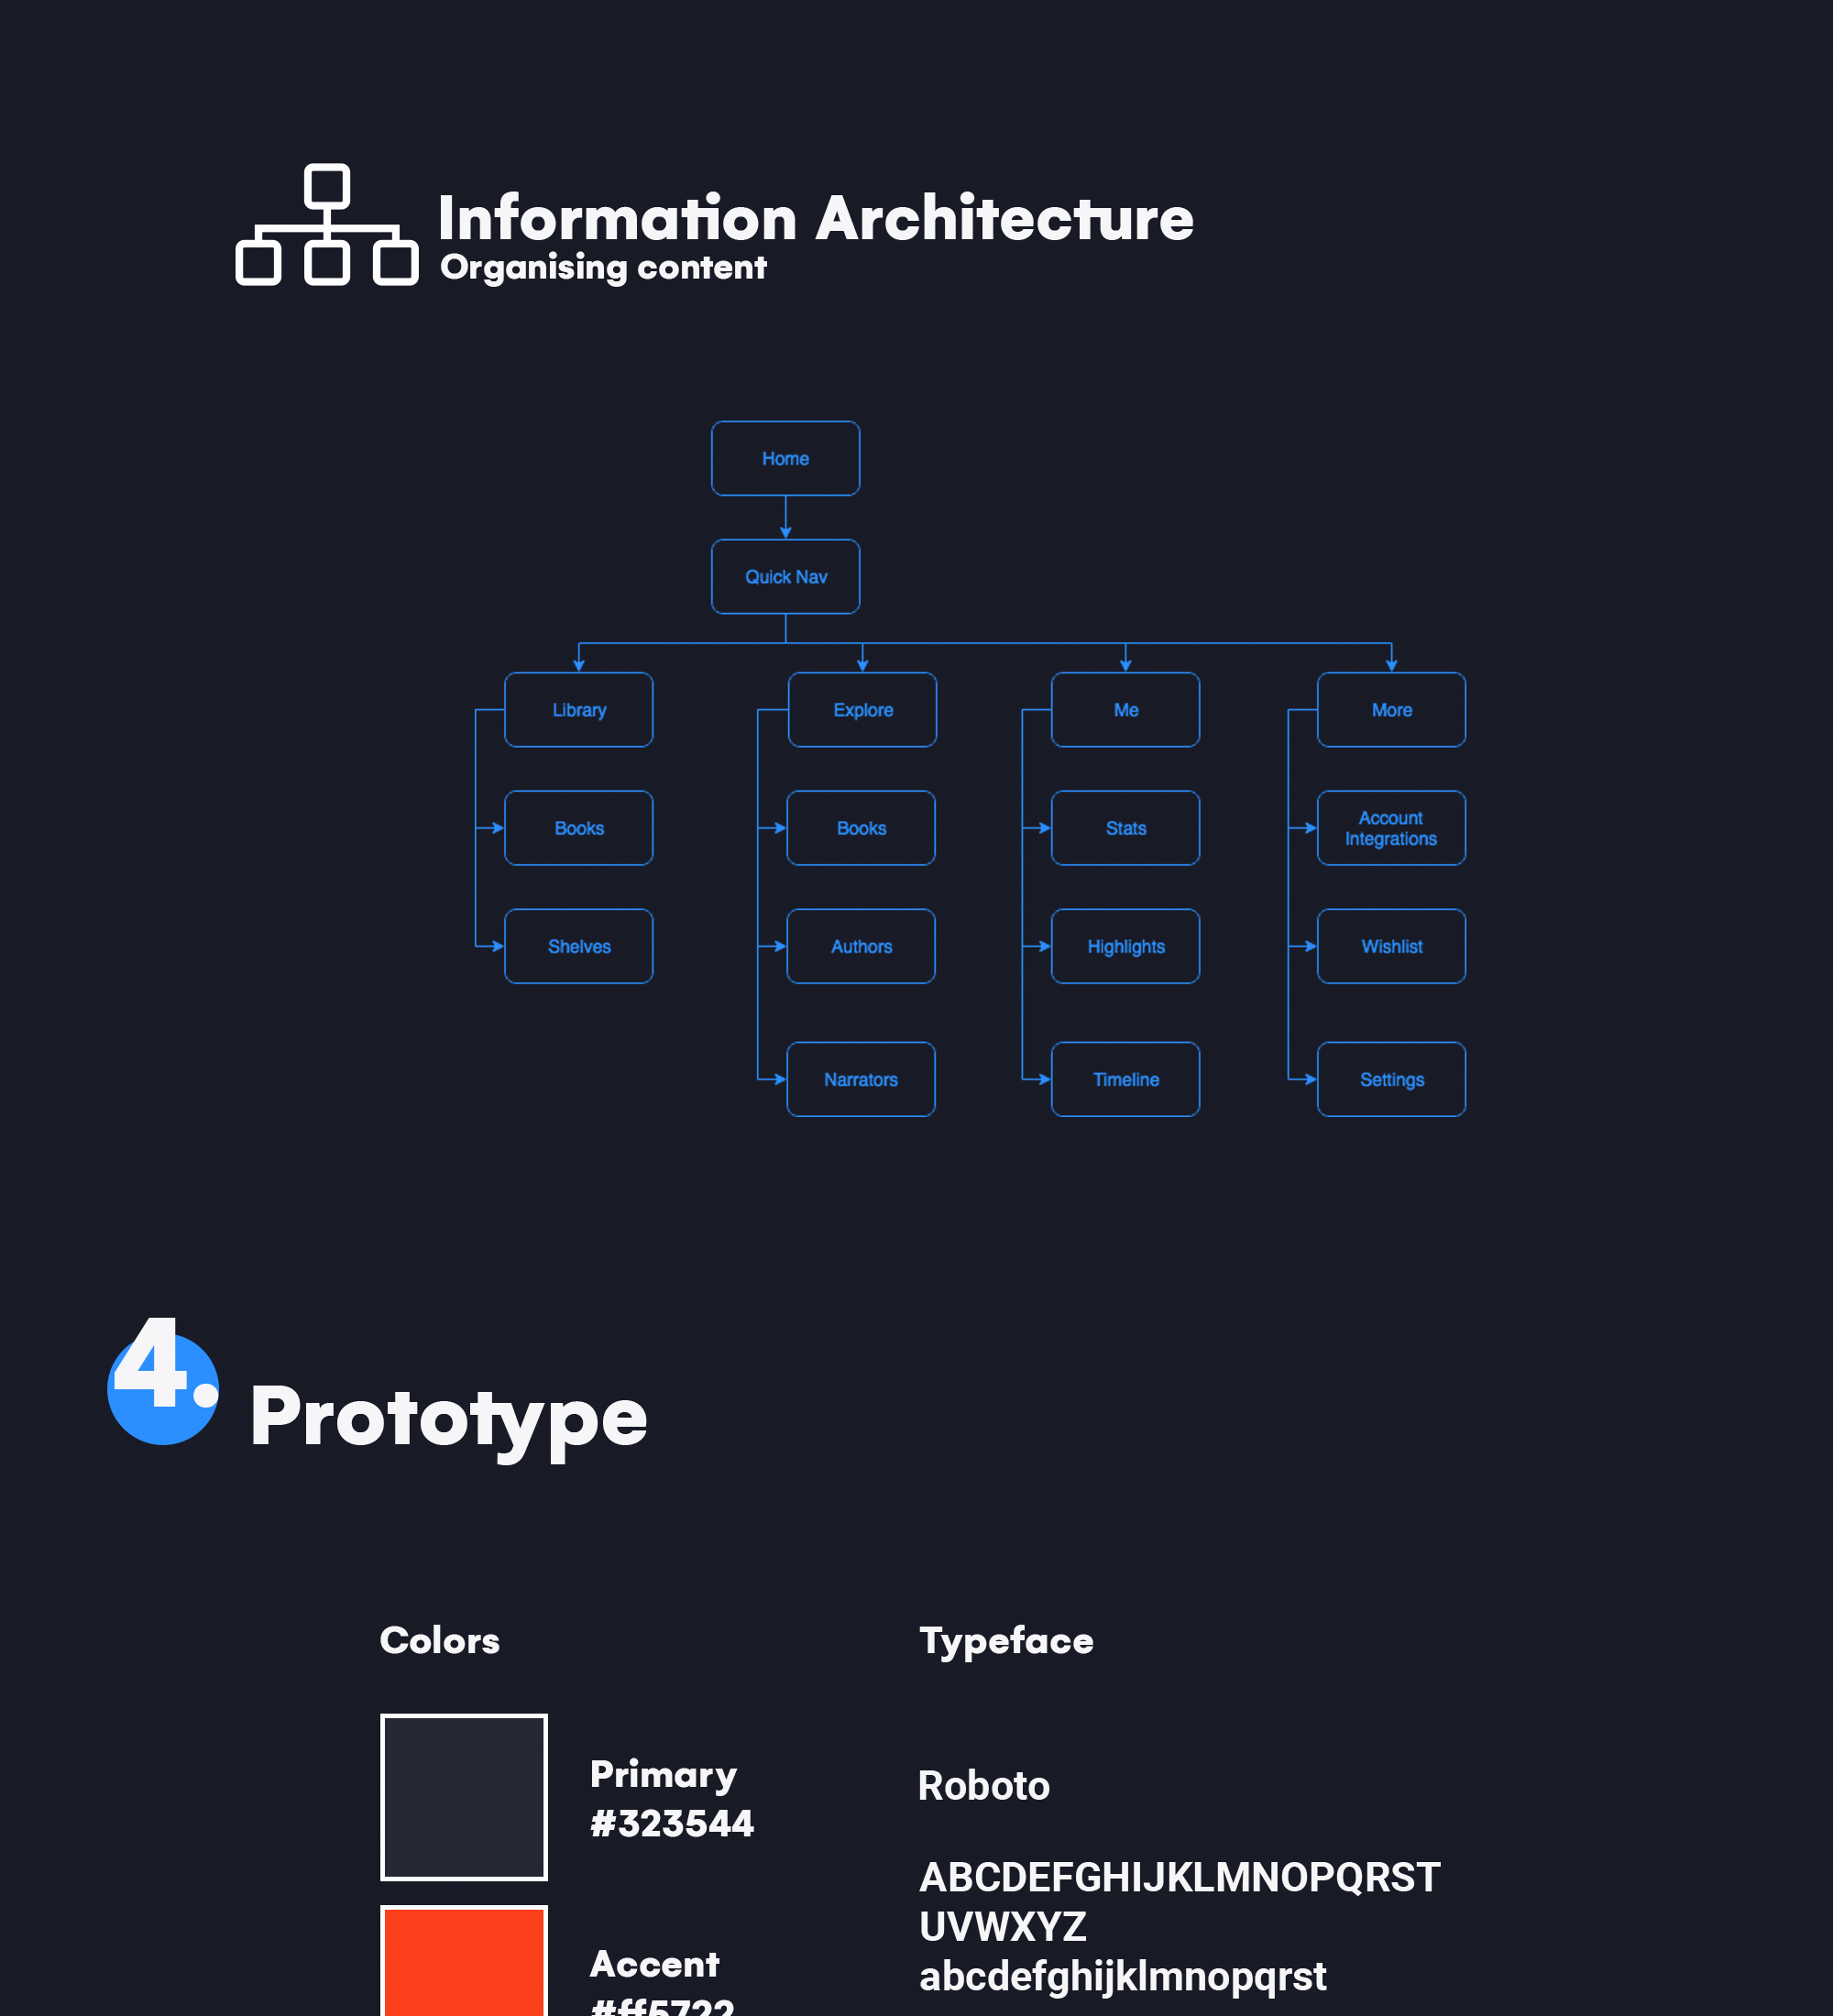 Information Architecture
Organising content
Home
Quick Nav
Library
Explore
Me
More
Books
Books
Stats
Account
Integrations
Shelves
Authors
Highlights
Wishlist
Narrators
Timeline
Settings
4.
Prototype
Colors
Typeface
Primary
#323544
Roboto
ABCDEFGHIJKLMNOPQRST
UVWXYZ
abcdefghijklmnopqrst
Accent
#ff5722